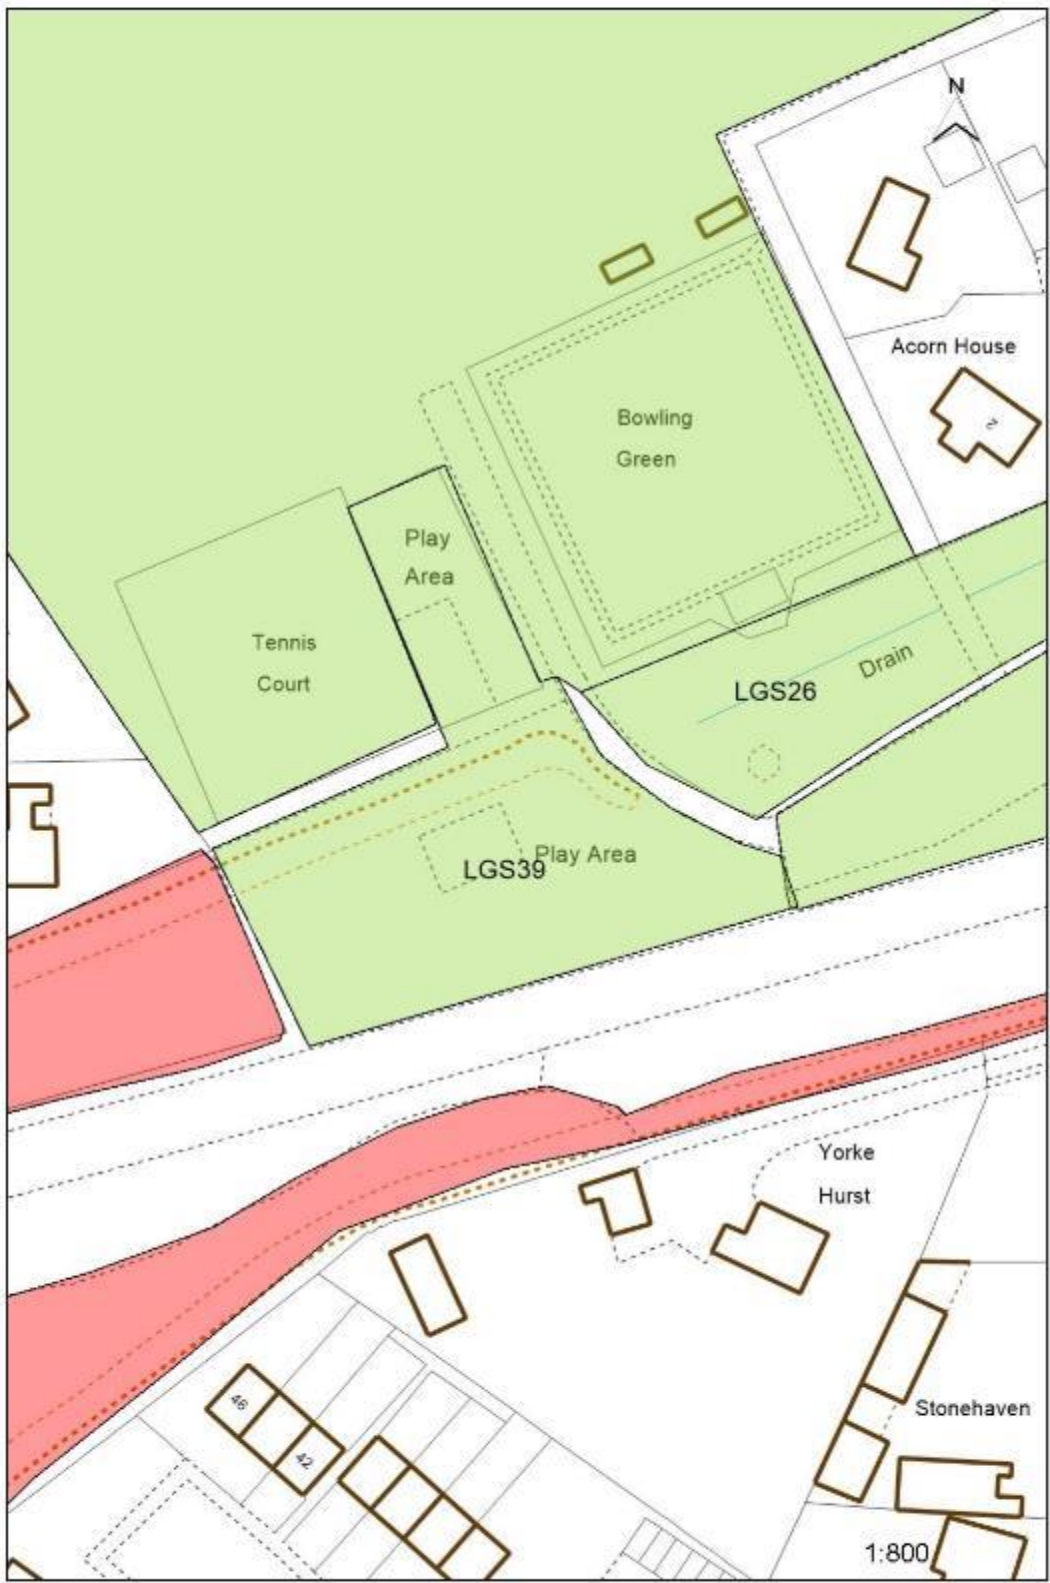 N
Acorn House
2
Bowling
Green
Play
Area
Tennis
Court
Drain
LGS26
Play Area
LGS39
Yorke
Hurst
Stonehaven
46
42
1:800